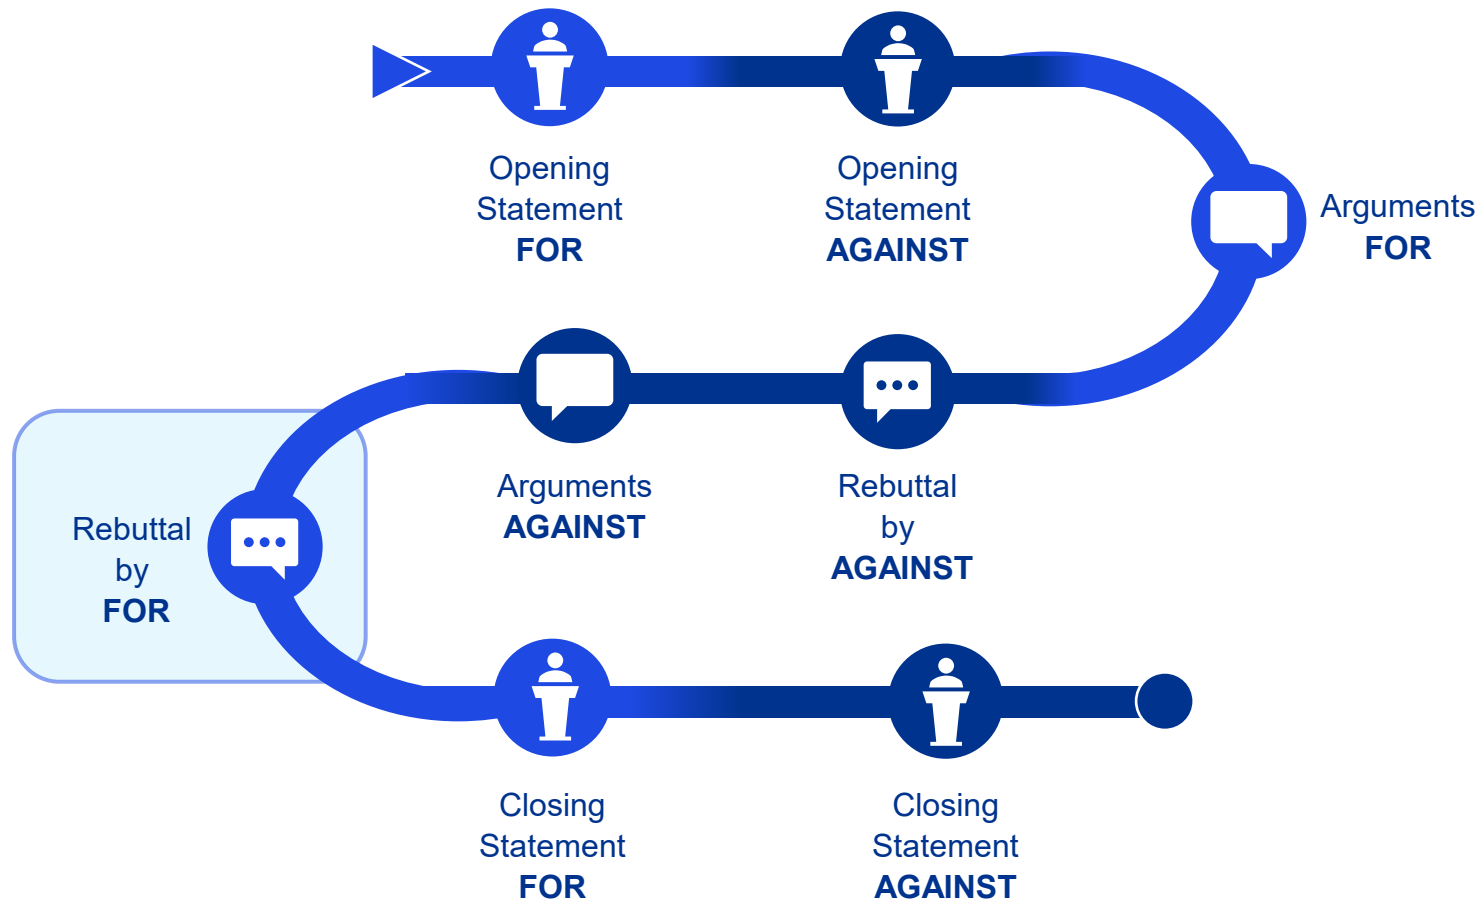 Opening
Statement
FOR
Opening
Statement
AGAINST
Arguments
FOR
Rebuttal
by
AGAINST
Arguments
AGAINST
Rebuttal
by
FOR
Closing
Statement
FOR
Closing
Statement
AGAINST